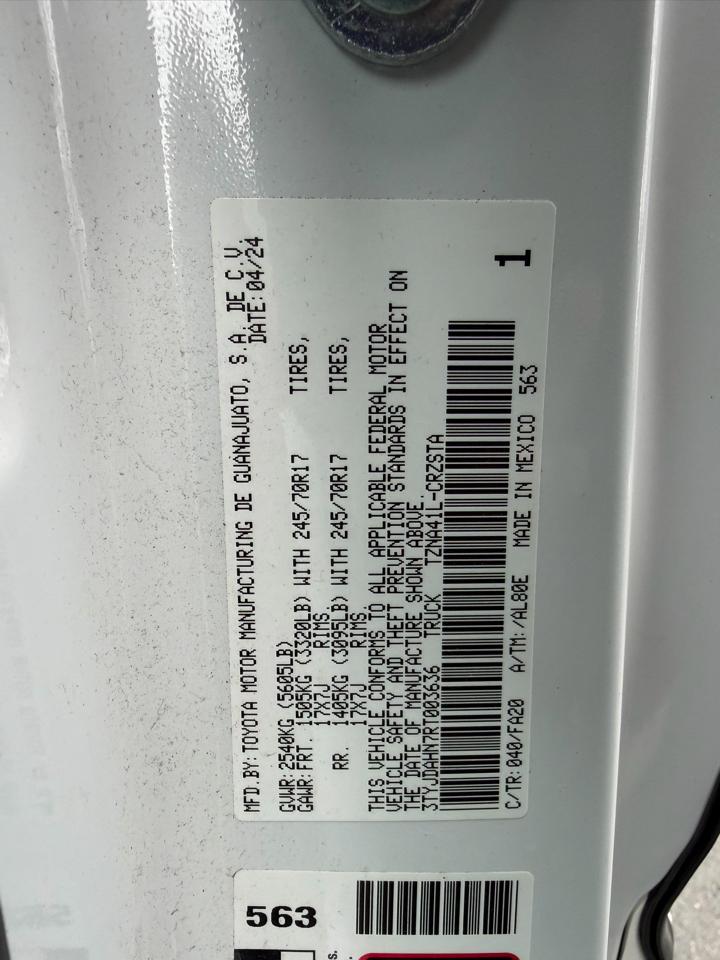 MFD.BY: TOYOTA MOTOR MANUFACTURING DE GUANAJUATO, S.A. DE C.V.
DATE: 04/24
GVWR: 2540KG (5605LB)
GAWR: FRT. 1505KG (3320LB) WITH 245/70R17 TIRES,
17X7J RIMS
RR. 1405KG (3095LB) WITH 245/70R17 TIRES,
17X7J RIMS
THIS VEHICLE CONFORMS TO ALL APPLICABLE FEDERAL MOTOR
VEHICLE SAFETY AND THEFT PREVENTION STANDARDS IN EFFECT ON
THE DATE OF MANUFACTURE SHOWN ABOVE.
3TYJDAHN7RT003636 TRUCK TZNA41L-CRZSTA
1
C/TR: 040/FA20 A/TM: /AL80E MADE IN MEXICO 563
563
s.